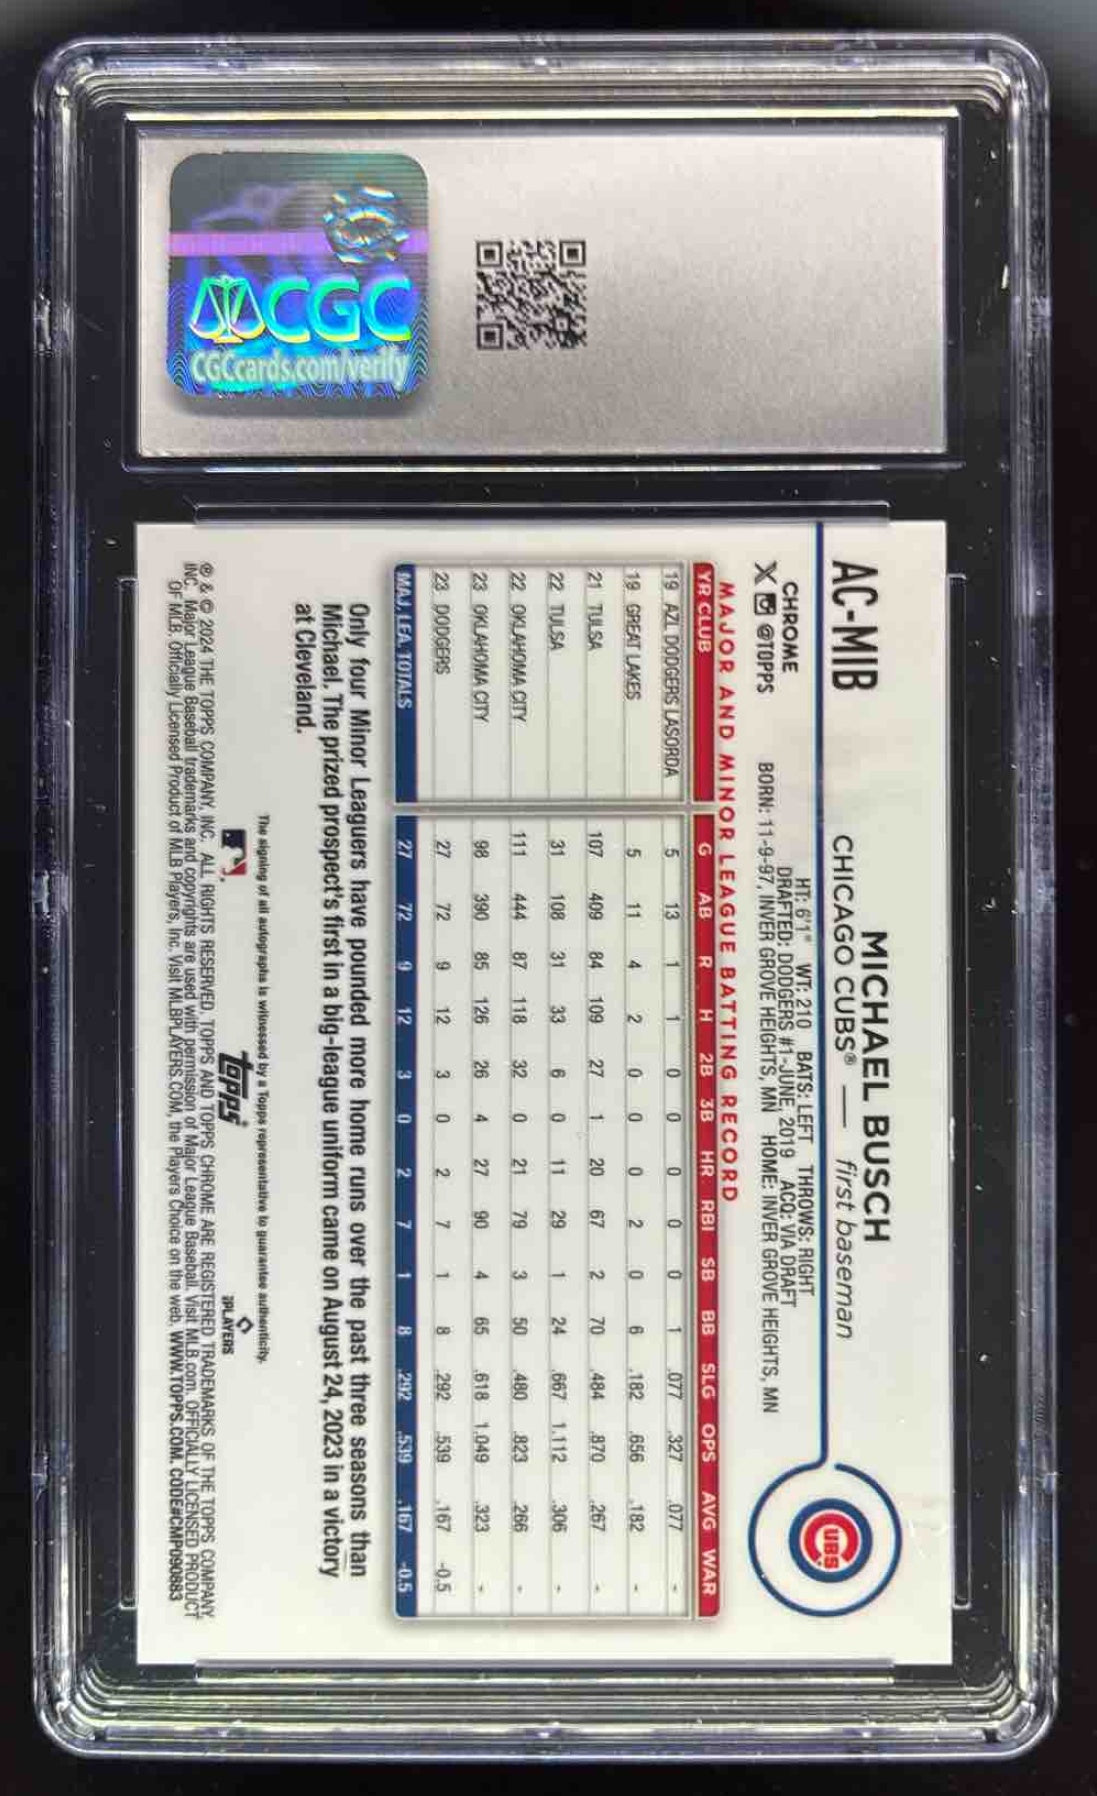 CGC
CGCcards.com/verify
AC-MIB
MICHAEL BUSCH
CHICAGO CUBS® — first baseman
CHROME
X @TOPPS
HT: 6'1" WT: 210 BATS: LEFT THROWS: RIGHT
DRAFTED: DODGERS #1-JUNE, 2019 ACQ: VIA DRAFT
BORN: 11-9-97, INVER GROVE HEIGHTS, MN HOME: INVER GROVE HEIGHTS, MN
CUBS
MAJOR AND MINOR LEAGUE BATTING RECORD
YR CLUB G AB R H 2B 3B HR RBI SB BB SLG OPS AVG WAR
19 AZL DODGERS LASORDA 5 13 1 1 0 0 0 0 0 1 .077 .327 .077 -
19 GREAT LAKES 5 11 4 2 0 0 0 2 0 6 .182 .656 .182 -
21 TULSA 107 409 84 109 27 1 20 67 2 70 .484 .870 .267 -
22 TULSA 31 108 31 33 6 0 11 29 1 24 .667 1.112 .306 -
22 OKLAHOMA CITY 111 444 87 118 32 0 21 79 3 50 .480 .823 .266 -
23 OKLAHOMA CITY 98 390 85 126 26 4 27 90 4 65 .618 1.049 .323 -
23 DODGERS 27 72 9 12 3 0 2 7 1 8 .292 .539 .167 -0.5
MAJ. LEA. TOTALS 27 72 9 12 3 0 2 7 1 8 .292 .539 .167 -0.5
Only four Minor Leaguers have pounded more home runs over the past three seasons than
Michael. The prized prospect's first in a big-league uniform came on August 24, 2023 in a victory
at Cleveland.
The signing of all autographs is witnessed by a Topps representative to guarantee authenticity.
topps®
PLAYERS
® & © 2024 THE TOPPS COMPANY, INC. ALL RIGHTS RESERVED. TOPPS AND TOPPS CHROME ARE REGISTERED TRADEMARKS OF THE TOPPS COMPANY,
INC. Major League Baseball trademarks and copyrights are used with permission of Major League Baseball. Visit MLB.com. OFFICIALLY LICENSED PRODUCT
OF MLB. Officially Licensed Product of MLB Players, Inc. Visit MLBPLAYERS.COM, the Players Choice on the web. WWW.TOPPS.COM. CODE#CMP090883